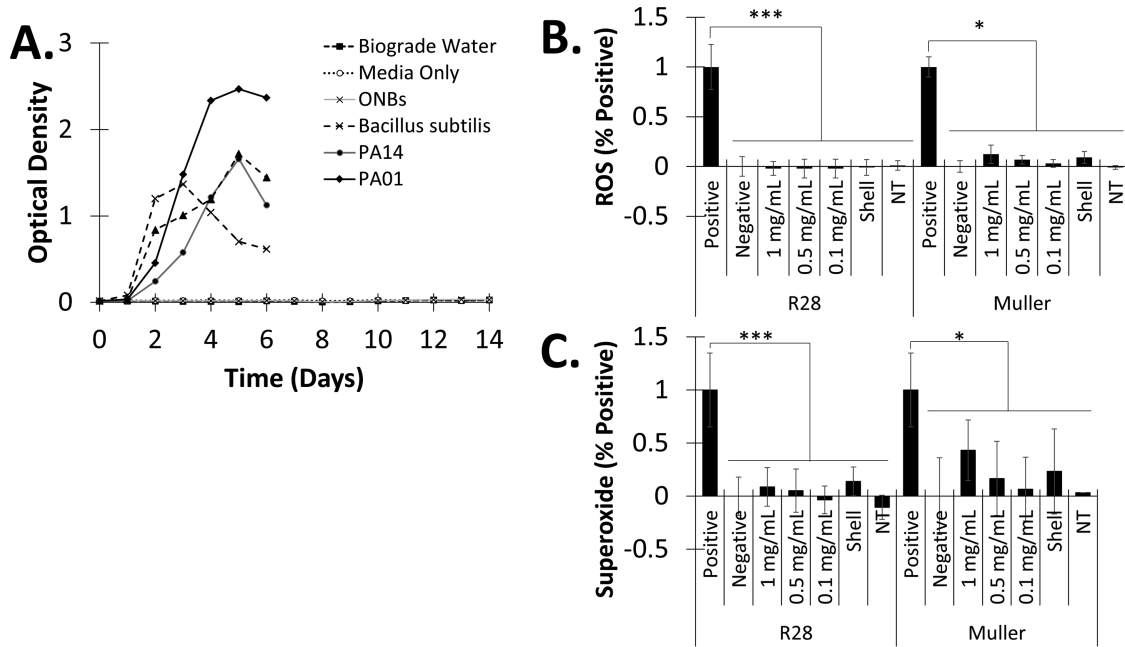 A.
3
2
1
0
Optical Density
0 2 4 6 8 10 12 14
Time (Days)
Biograde Water
Media Only
ONBs
Bacillus subtilis
PA14
PA01
B.
1.5
1
0.5
0
-0.5
ROS (% Positive)
*** *
Positive Negative 1 mg/mL 0.5 mg/mL 0.1 mg/mL Shell NT Positive Negative 1 mg/mL 0.5 mg/mL 0.1 mg/mL Shell NT
R28 Muller
C.
1.5
1
0.5
0
-0.5
Superoxide (% Positive)
*** *
Positive Negative 1 mg/mL 0.5 mg/mL 0.1 mg/mL Shell NT Positive Negative 1 mg/mL 0.5 mg/mL 0.1 mg/mL Shell NT
R28 Muller